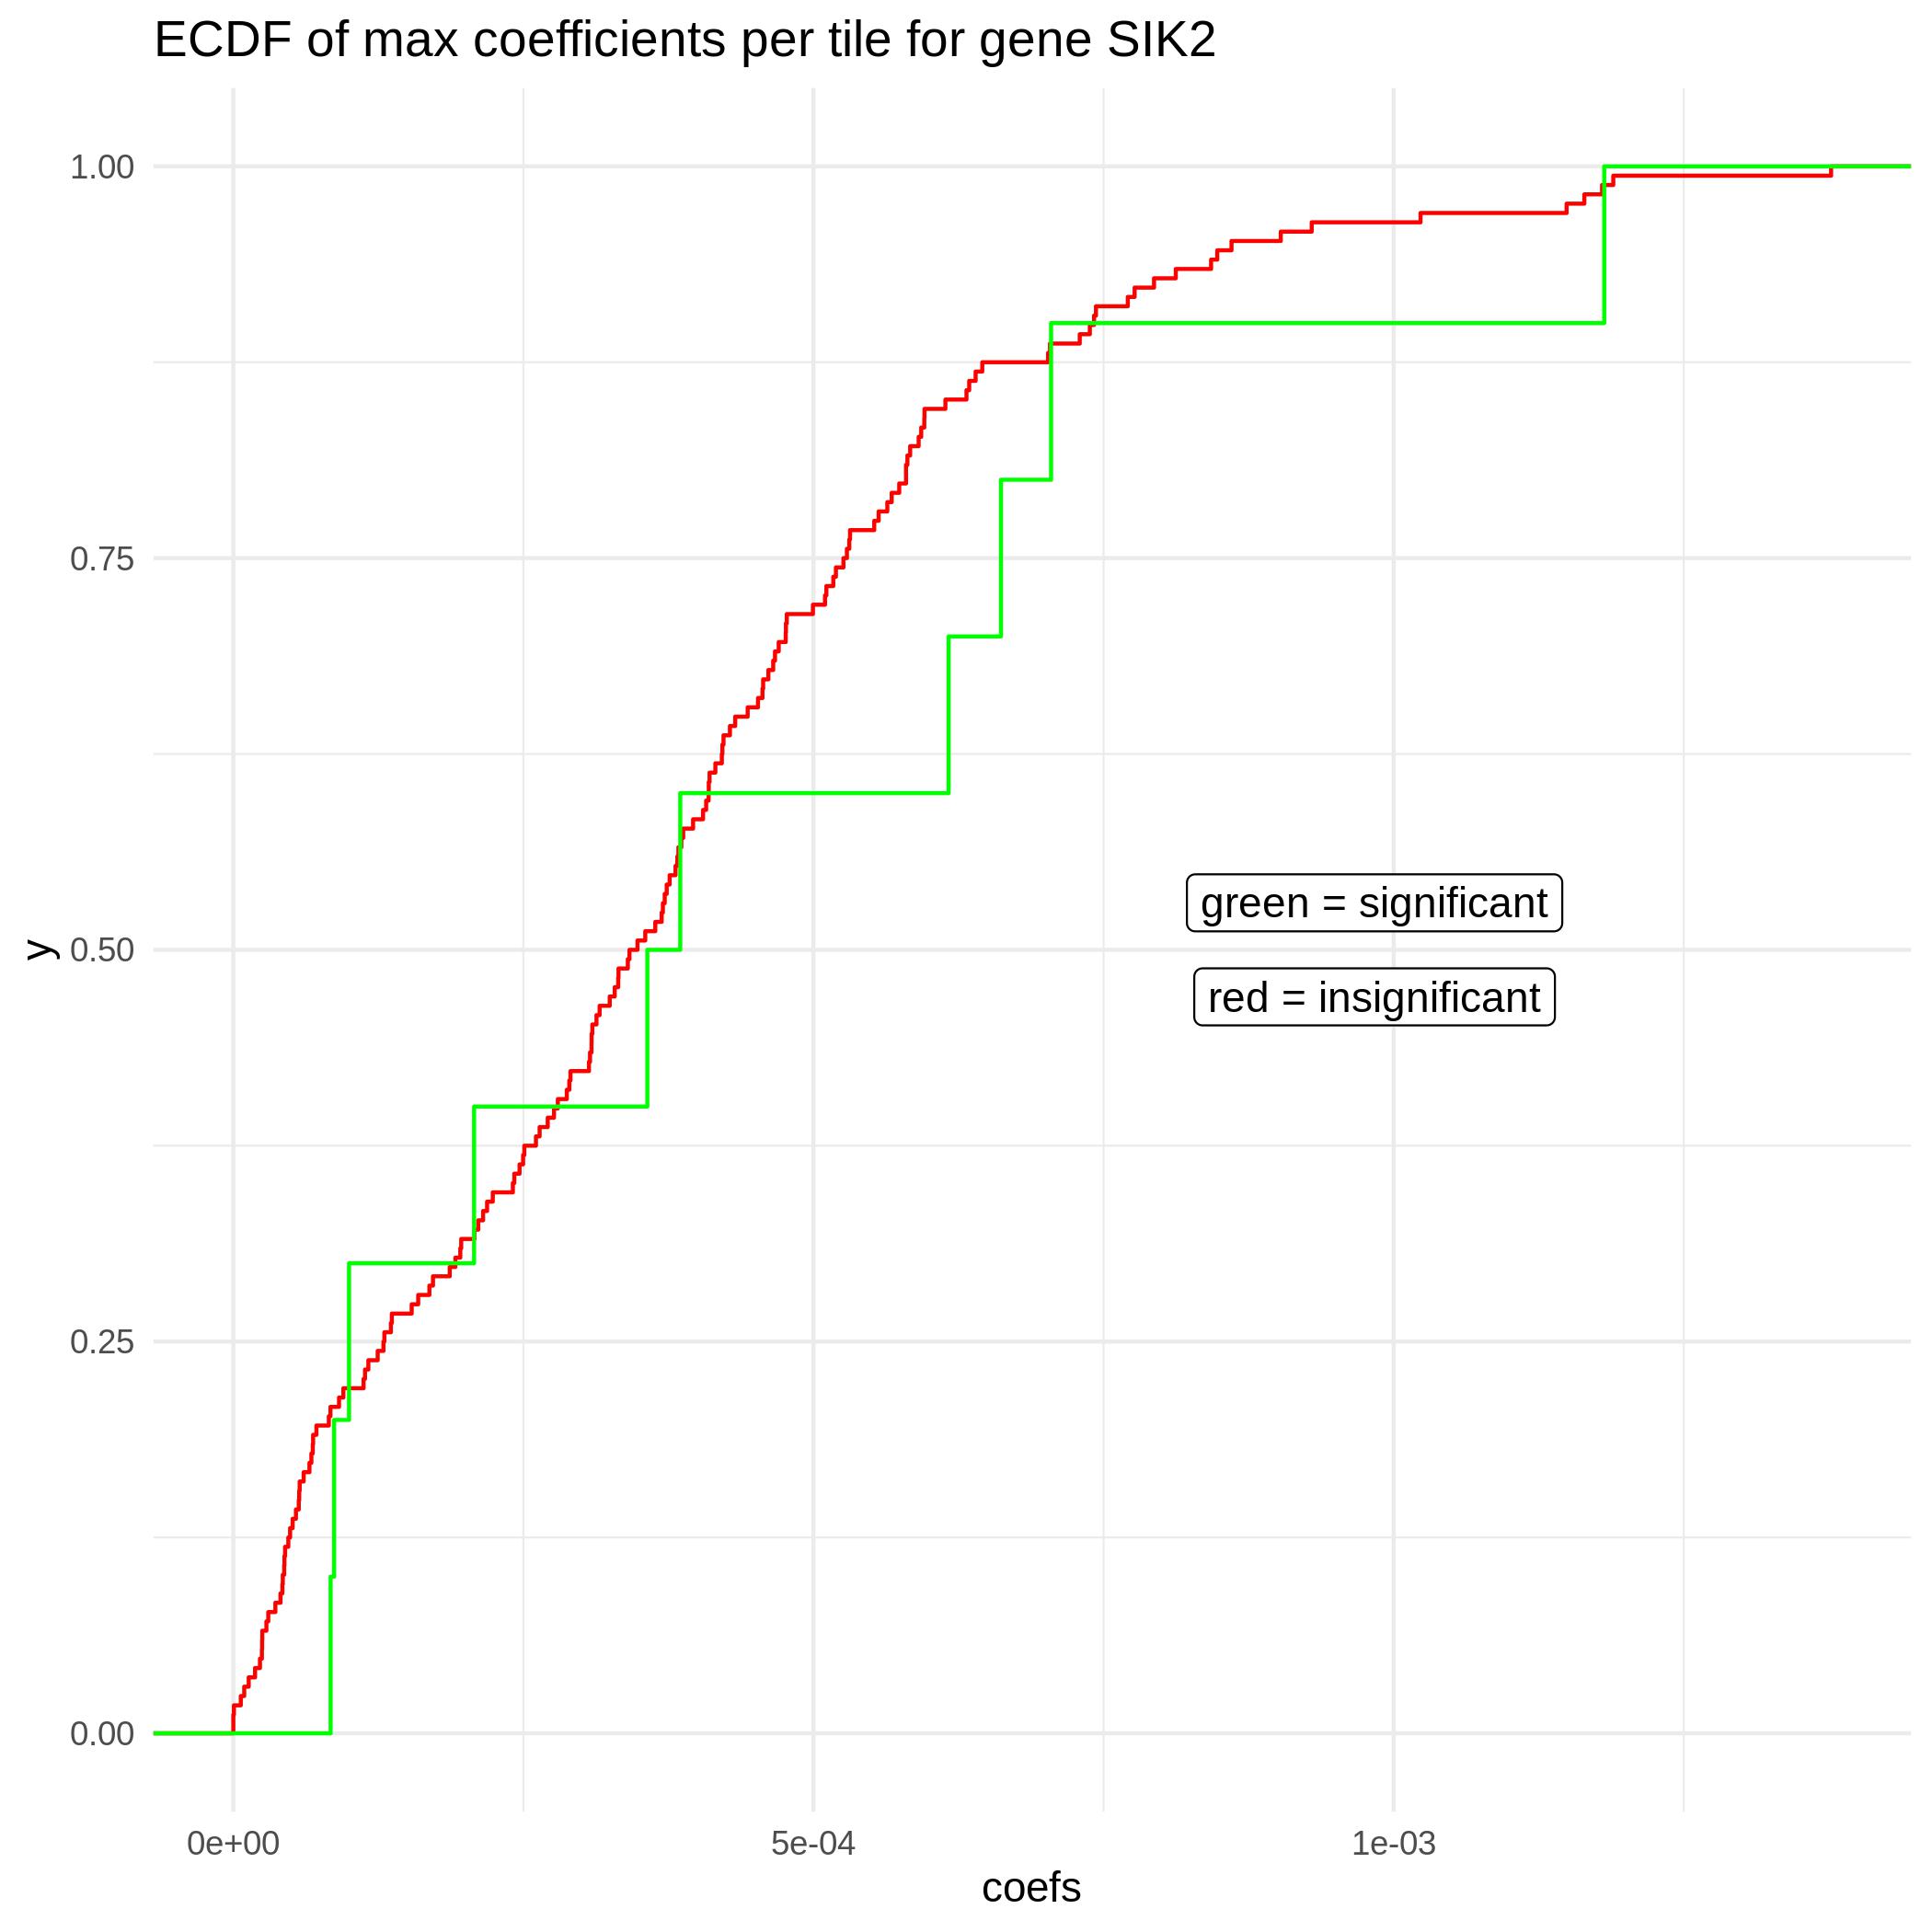 ECDF of max coefficients per tile for gene SIK2
1.00
0.75
0.50
0.25
0.00
y
green = significant
red = insignificant
0e+00
5e-04
1e-03
coefs